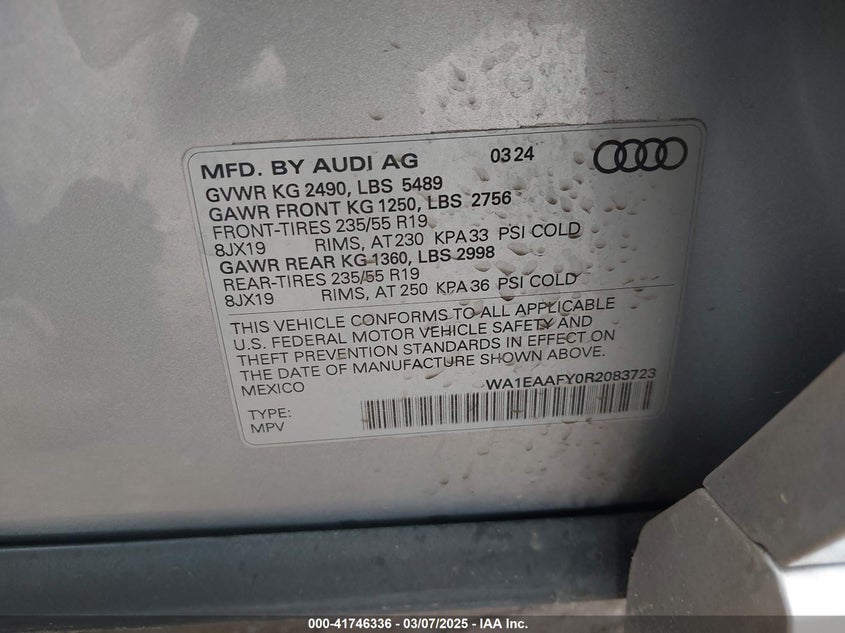 MFD. BY AUDI AG 03 24
GVWR KG 2490, LBS 5489
GAWR FRONT KG 1250, LBS 2756
FRONT-TIRES 235/55 R19
8JX19 RIMS, AT 230 KPA 33 PSI COLD
GAWR REAR KG 1360, LBS 2998
REAR-TIRES 235/55 R19
8JX19 RIMS, AT 250 KPA 36 PSI COLD
THIS VEHICLE CONFORMS TO ALL APPLICABLE
U.S. FEDERAL MOTOR VEHICLE SAFETY AND
THEFT PREVENTION STANDARDS IN EFFECT ON
THE DATE OF MANUFACTURE SHOWN ABOVE.
MEXICO WA1EAAFY0R2083723
TYPE:
MPV
000-41746336 - 03/07/2025 - IAA Inc.